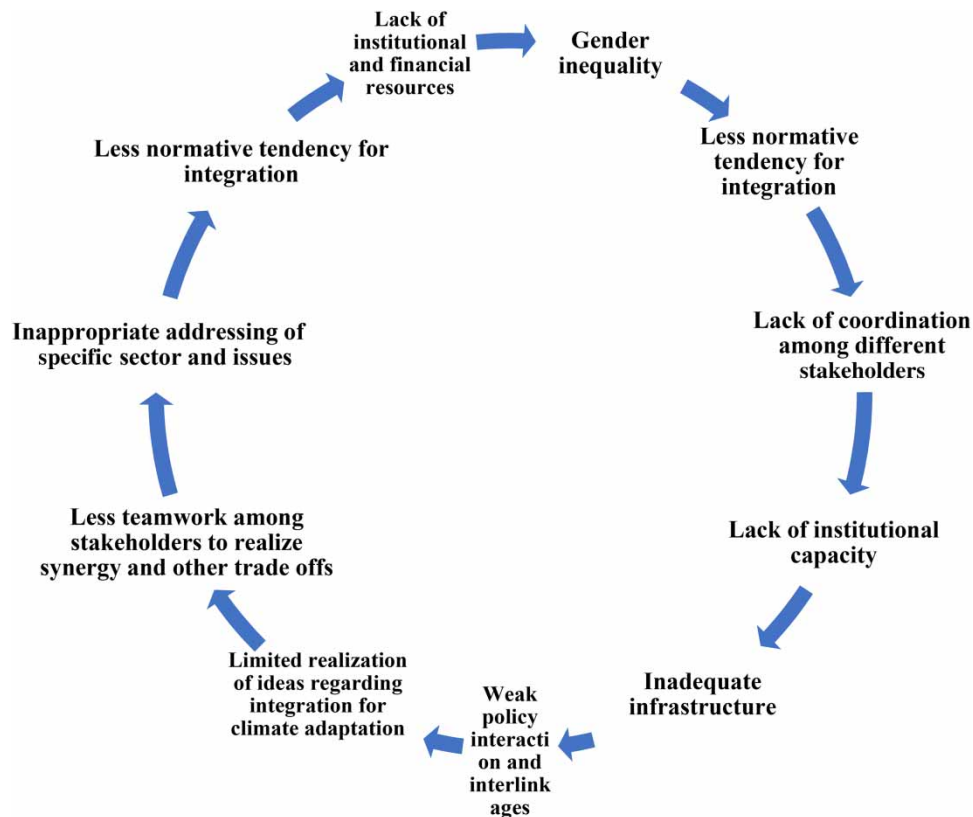 Lack of
institutional
and financial
resources
Gender
inequality
Less normative
tendency for
integration
Lack of coordination
among different
stakeholders
Lack of institutional
capacity
Inadequate
infrastructure
Weak
policy
interacti
on and
interlink
ages
Limited realization
of ideas regarding
integration for
climate adaptation
Less teamwork among
stakeholders to realize
synergy and other trade offs
Inappropriate addressing of
specific sector and issues
Less normative tendency for
integration